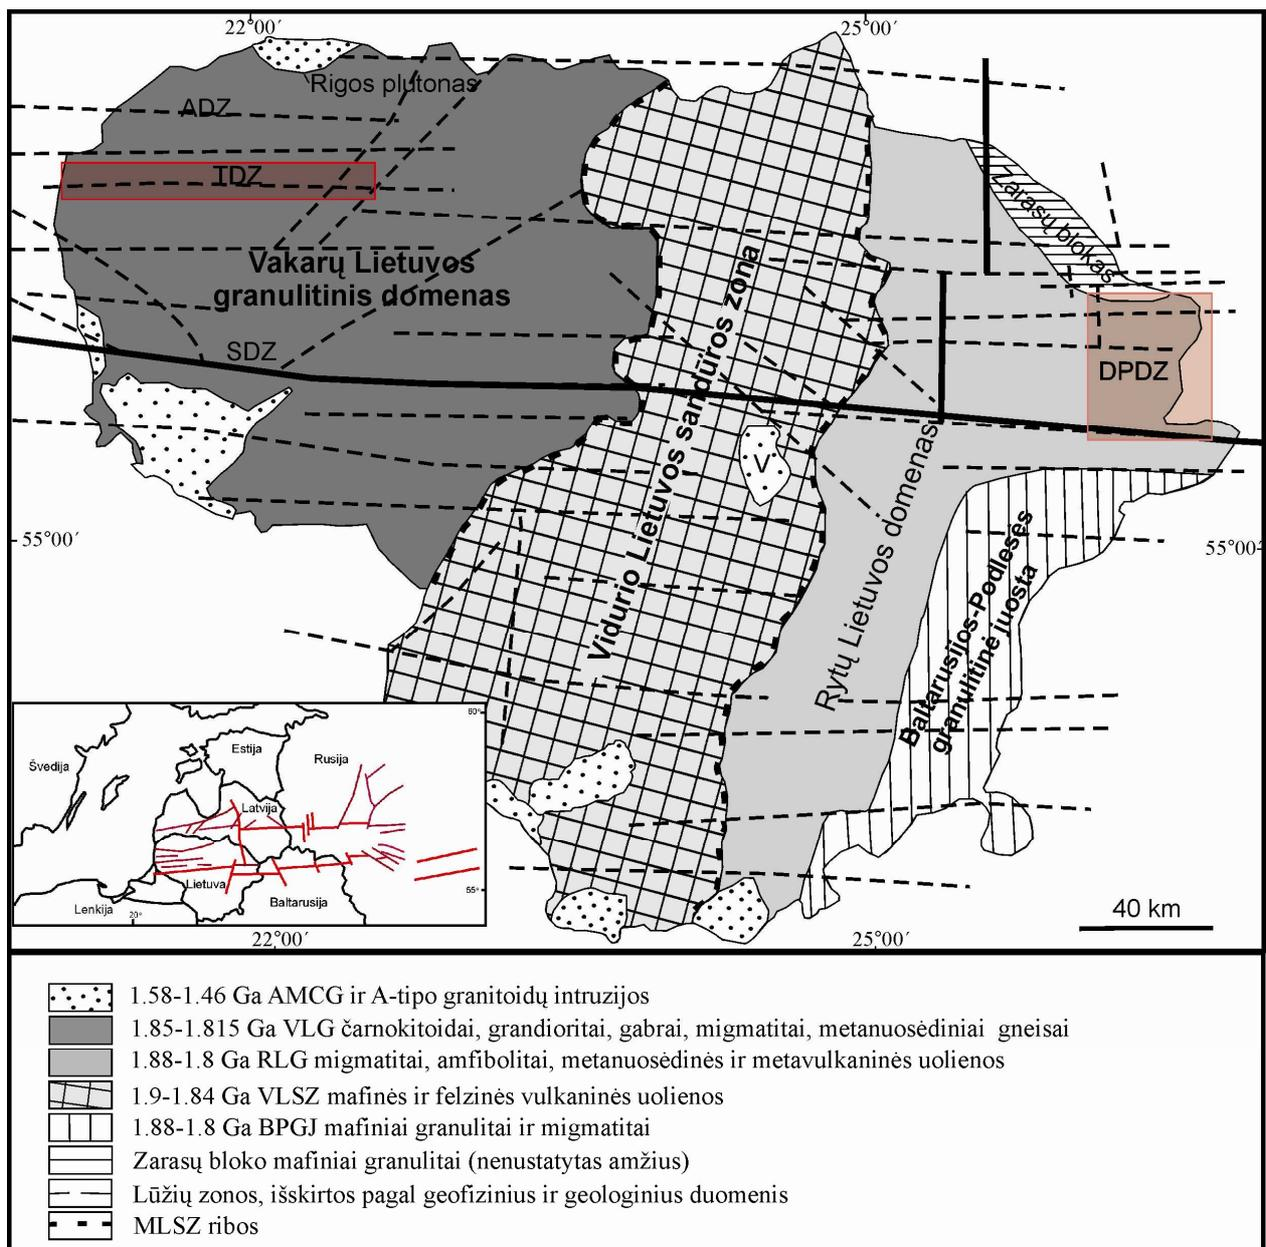 22°00′
25°00′
Rigos plutonas
ADZ
TDZ
Zarasų blokas
Vakarų Lietuvos
granulitinis domenas
SDZ
DPDZ
Vidurio Lietuvos sandūros zona
V
Rytų Lietuvos domenas
55°00′
55°00′
Baltarusijos-Podlesės
granulitinė juosta
60°
Švedija
Estija
Rusija
Latvija
Lietuva
55°
Lenkija
20°
Baltarusija
40 km
22°00′
25°00′
1.58-1.46 Ga AMCG ir A-tipo granitoidų intruzijos
1.85-1.815 Ga VLG čarnokitoidai, grandioritai, gabrai, migmatitai, metanuosėdiniai gneisai
1.88-1.8 Ga RLG migmatitai, amfibolitai, metanuosėdinės ir metavulkaninės uolienos
1.9-1.84 Ga VLSZ mafinės ir felzinės vulkaninės uolienos
1.88-1.8 Ga BPGJ mafiniai granulitai ir migmatitai
Zarasų bloko mafiniai granulitai (nenustatytas amžius)
Lūžių zonos, išskirtos pagal geofizinius ir geologinius duomenis
MLSZ ribos